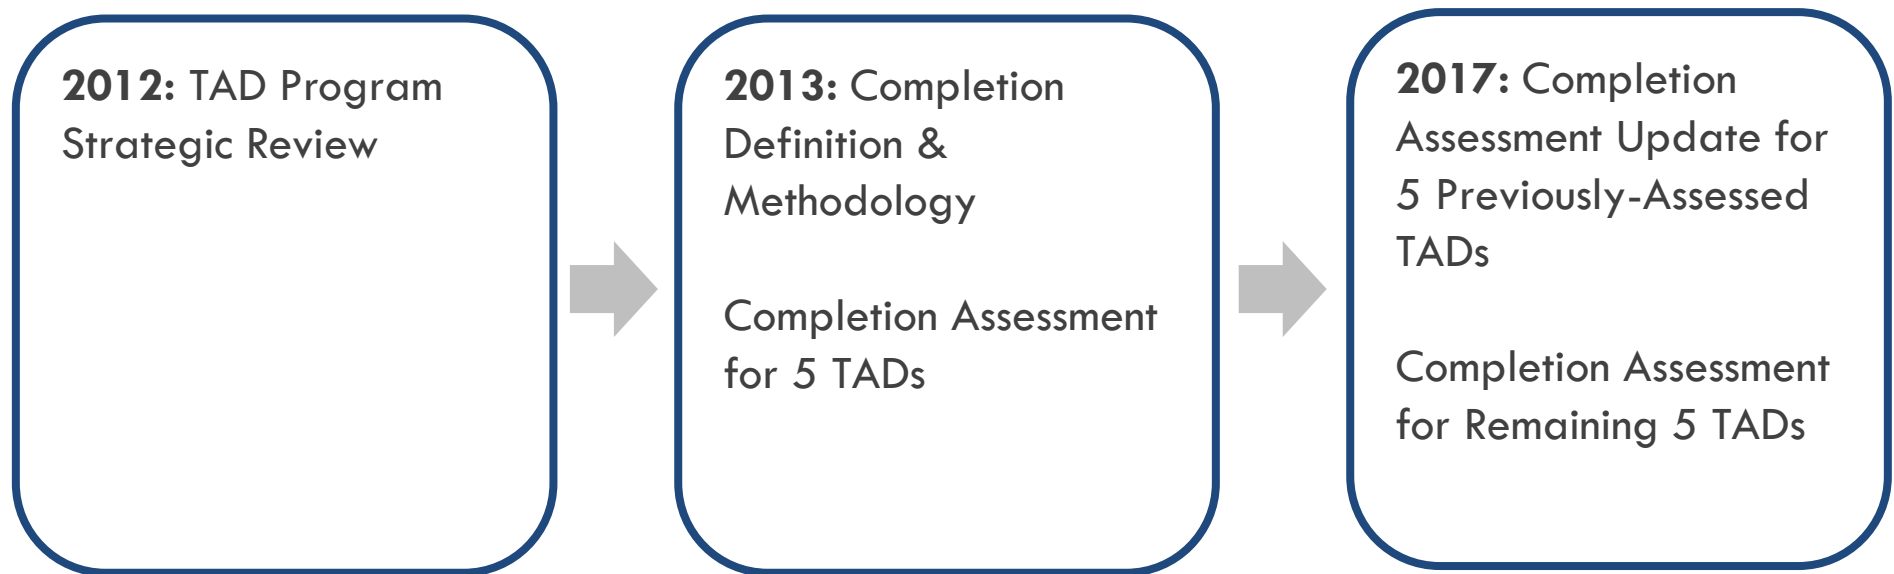 2012: TAD Program
Strategic Review
2013: Completion
Definition &
Methodology
Completion Assessment
for 5 TADs
2017: Completion
Assessment Update for
5 Previously-Assessed
TADs
Completion Assessment
for Remaining 5 TADs